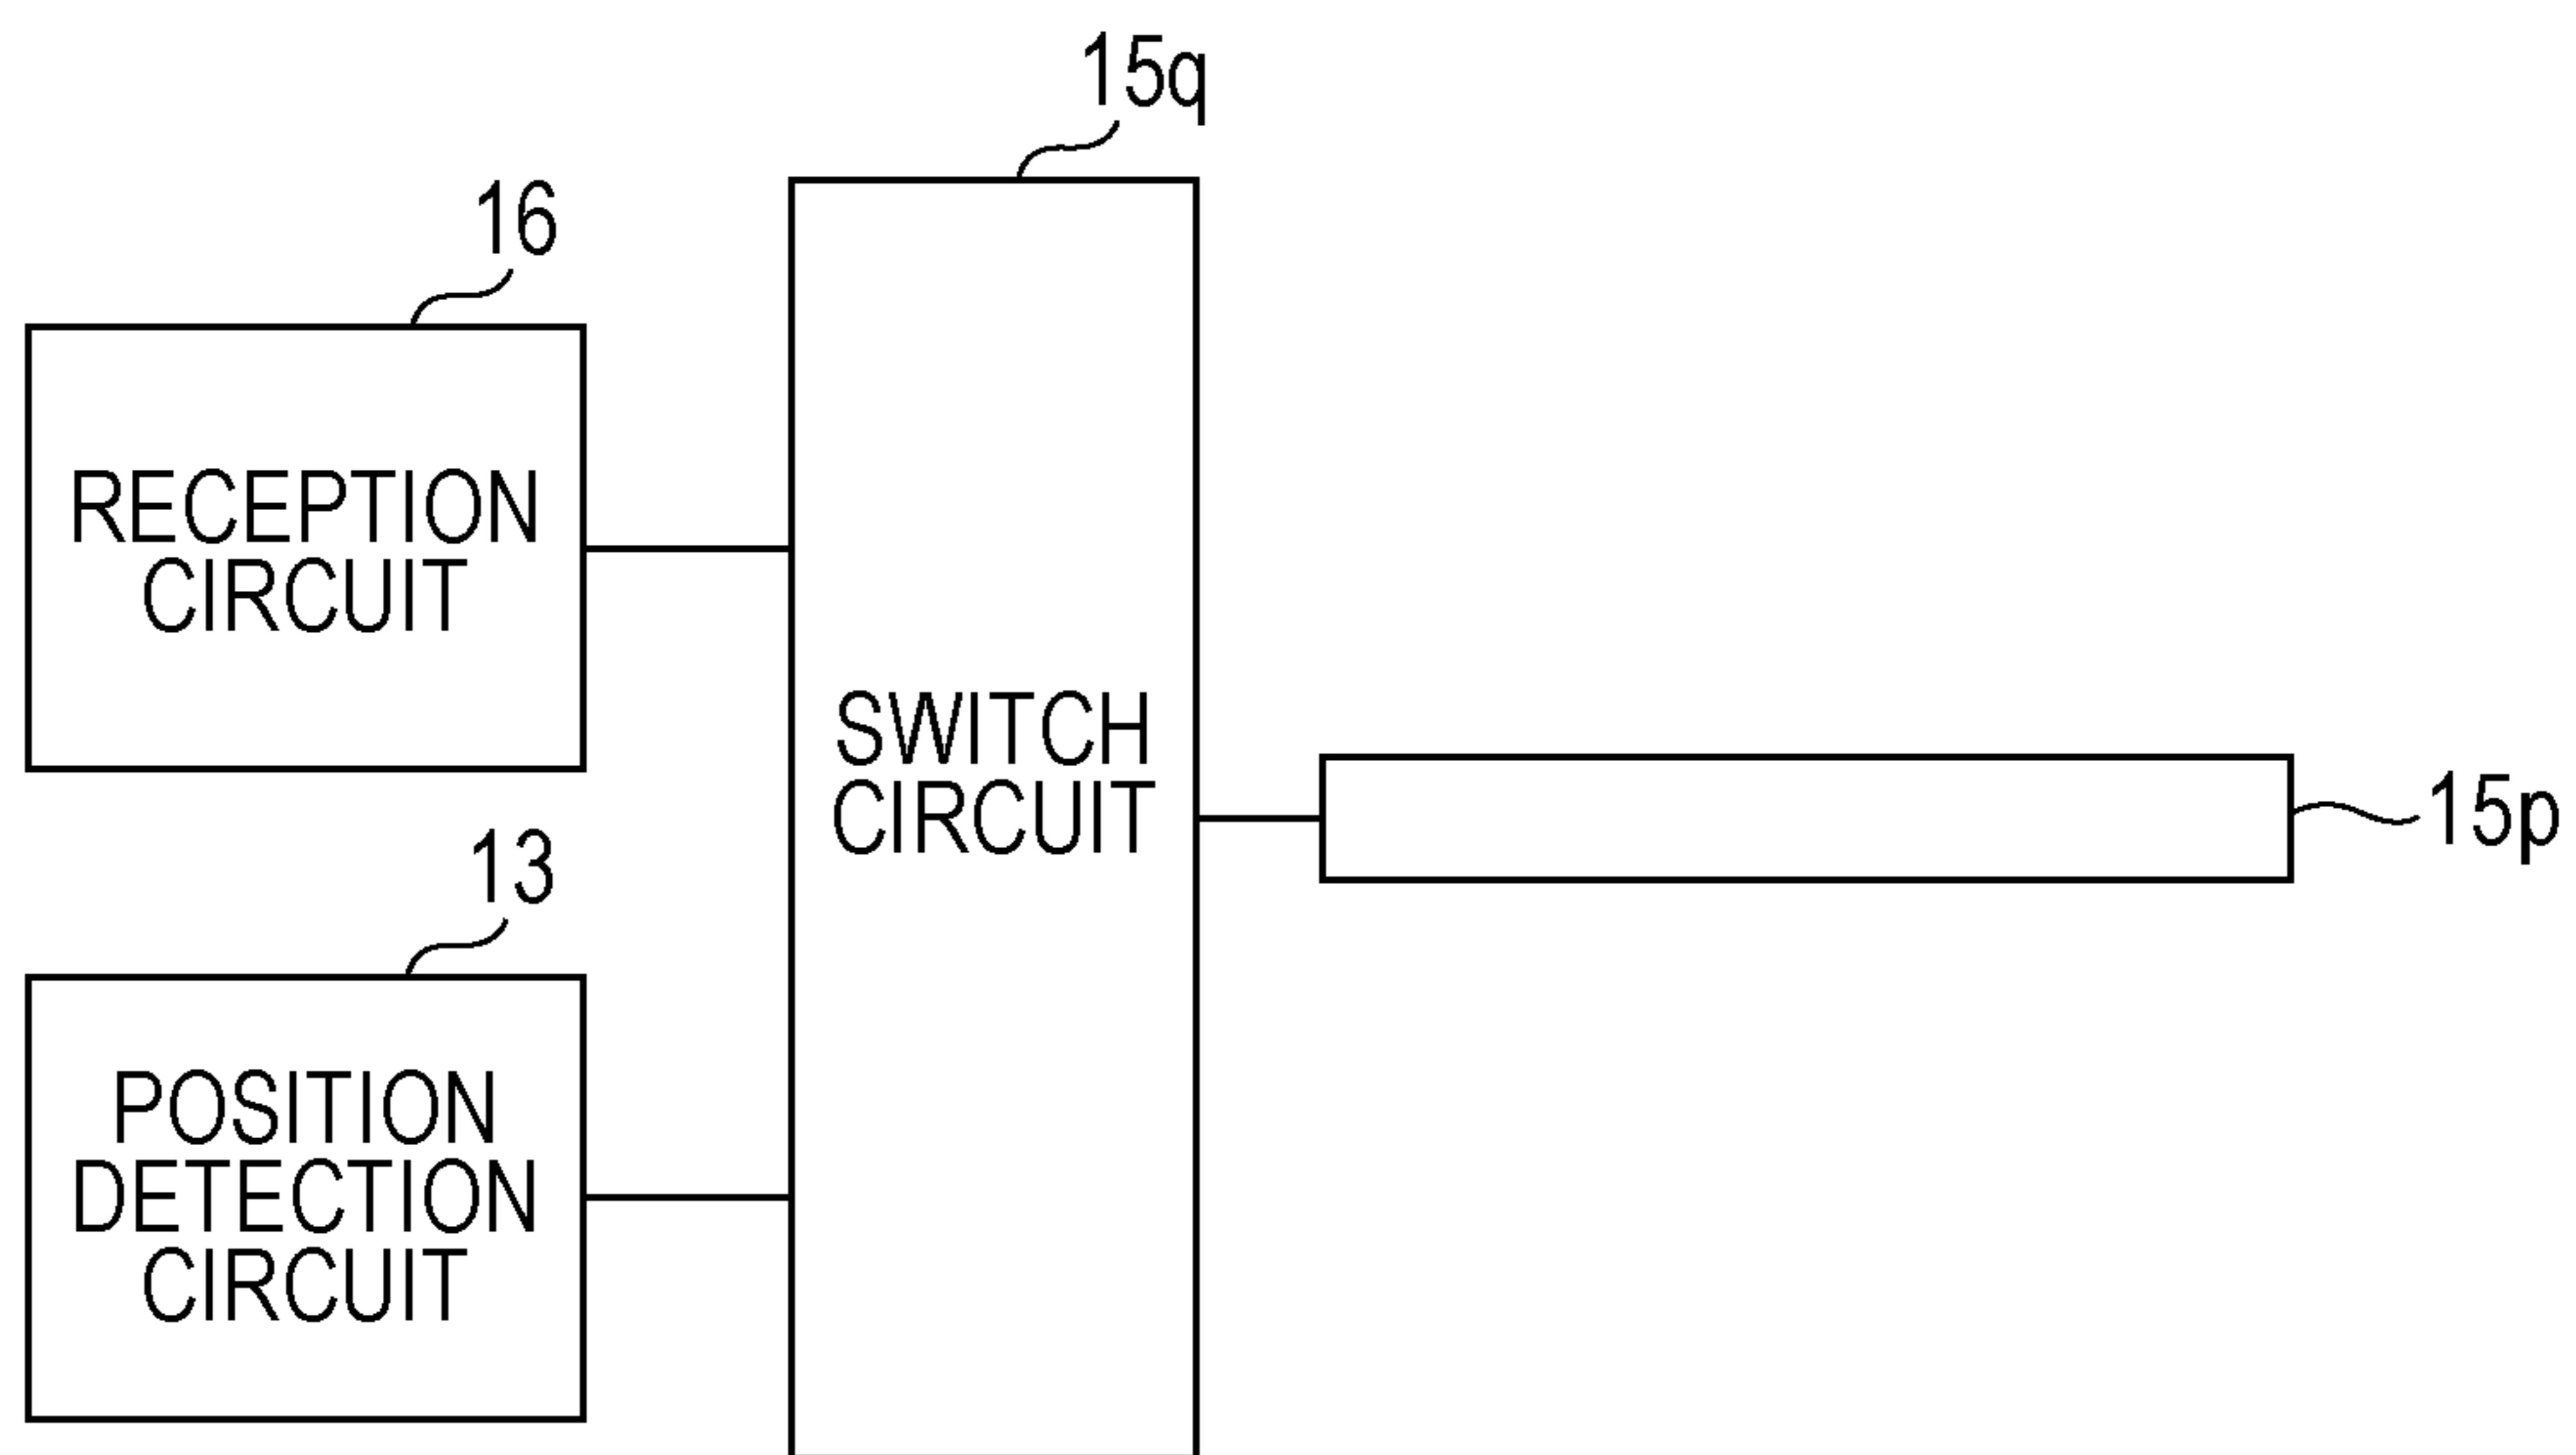 15q
16
RECEPTION
CIRCUIT
SWITCH
CIRCUIT
15p
13
POSITION
DETECTION
CIRCUIT